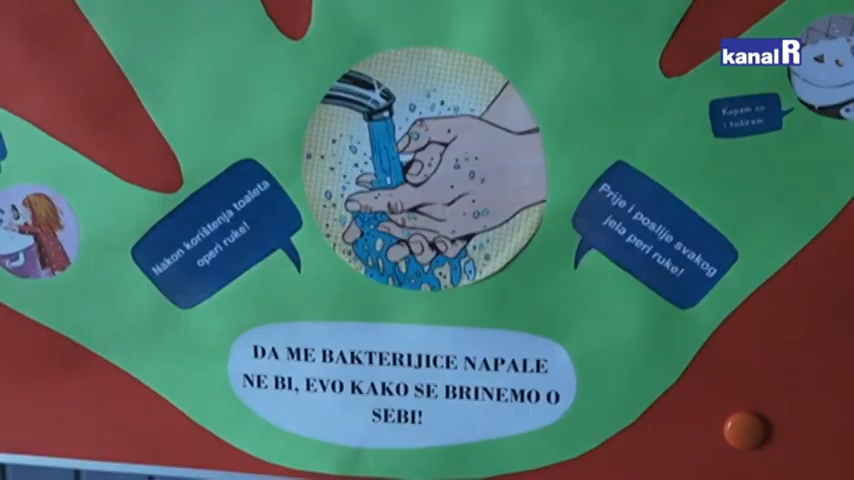 kanal R
Kupam se
i tuširam
Nakon korištenja toaleta
operi ruke!
Prije i poslije svakog
jela peri ruke!
DA ME BAKTERIJICE NAPALE
NE BI, EVO KAKO SE BRINEMO O
SEBI!